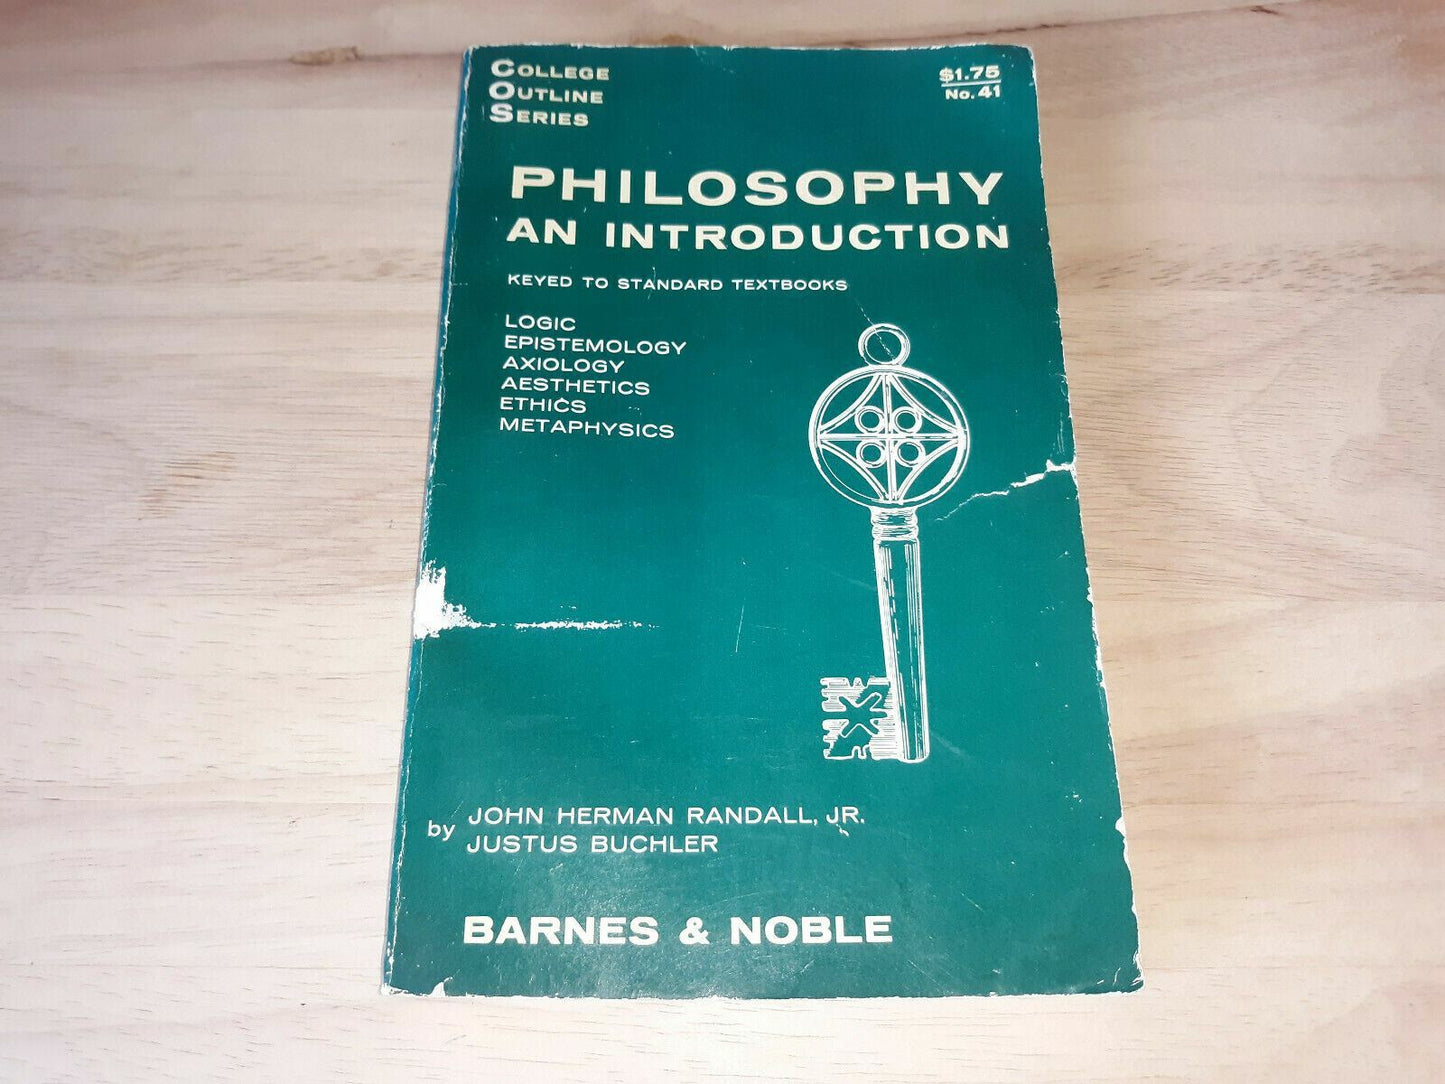 COLLEGE
OUTLINE
SERIES
$1.75
No. 41
PHILOSOPHY
AN INTRODUCTION
KEYED TO STANDARD TEXTBOOKS
LOGIC
EPISTEMOLOGY
AXIOLOGY
AESTHETICS
ETHICS
METAPHYSICS
by JOHN HERMAN RANDALL, JR.
JUSTUS BUCHLER
BARNES & NOBLE